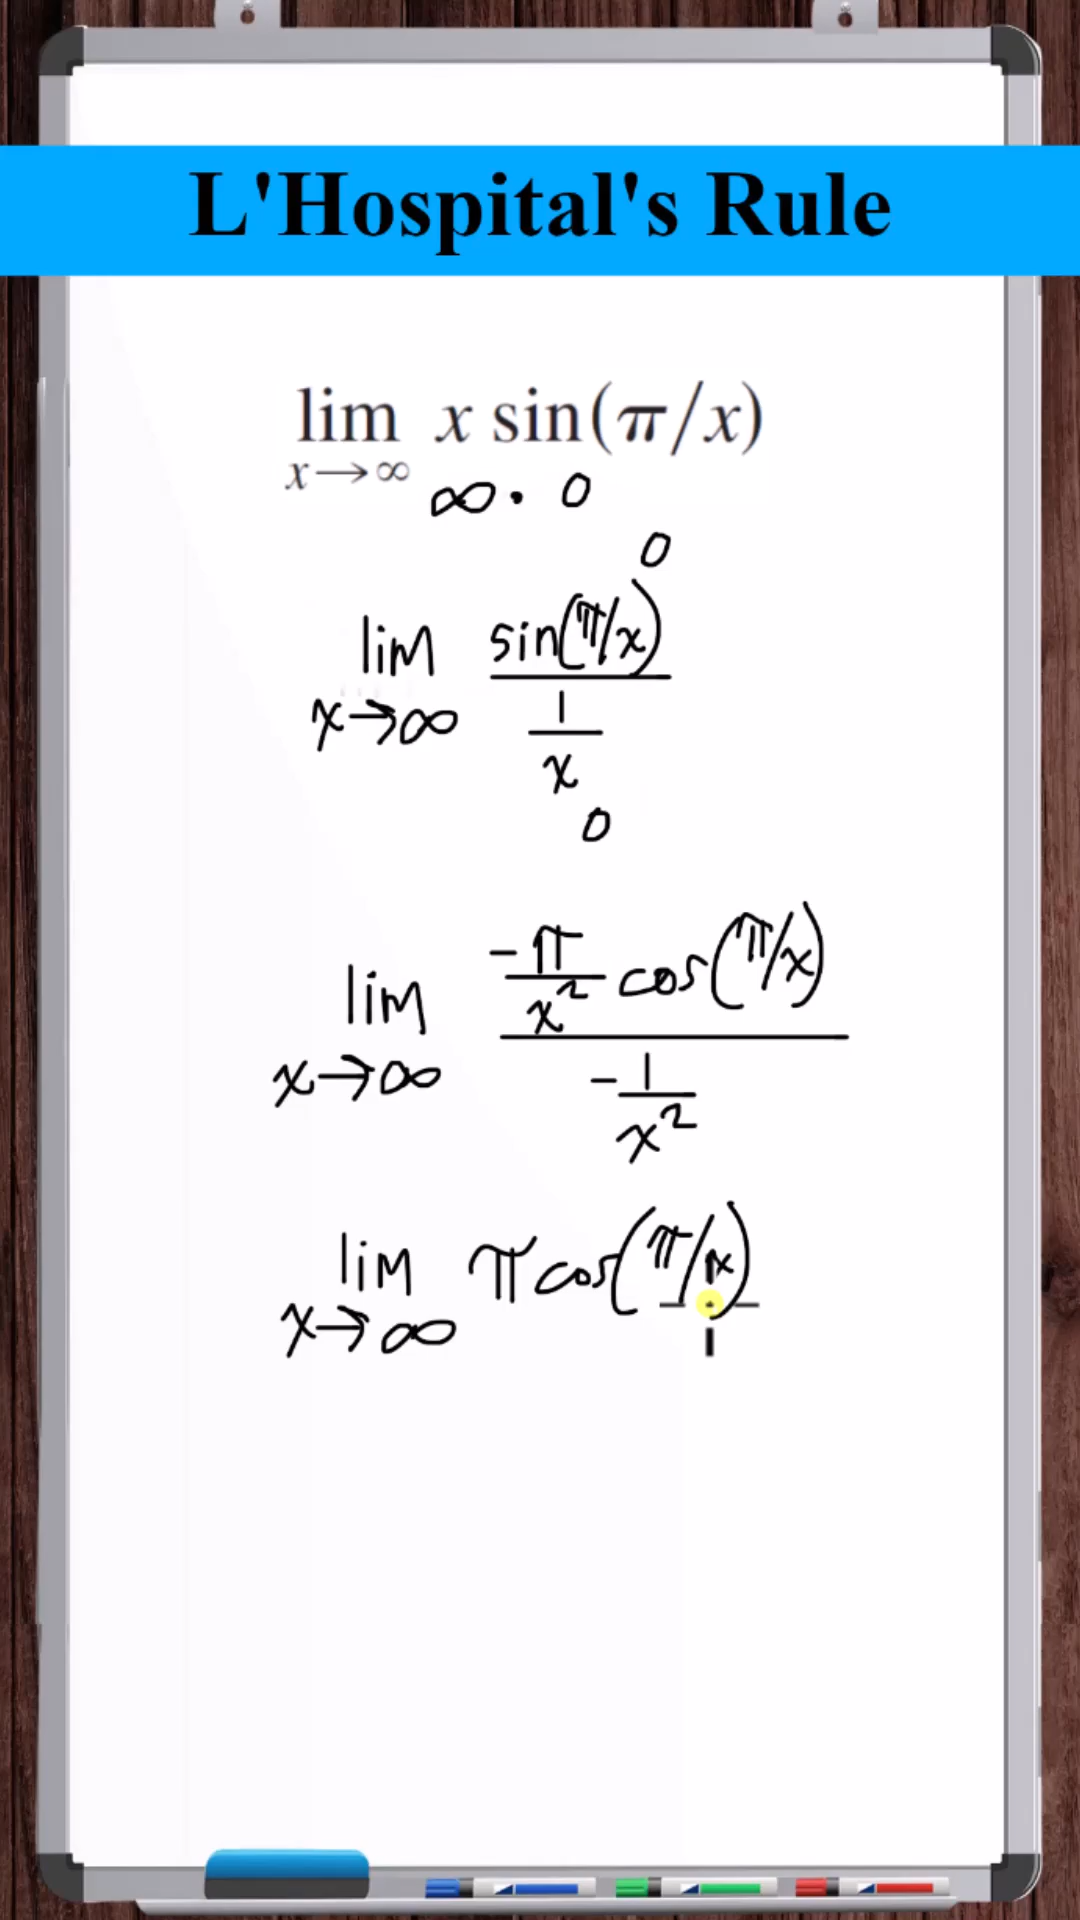 L'Hospital's Rule
lim x sin(π/x)
x→∞
∞ · 0
0
lim sin(π/x)
x→∞ 1
x
0
-π cos(π/x)
lim x²
x→∞ -1
x²
lim π cos(π/x)
x→∞